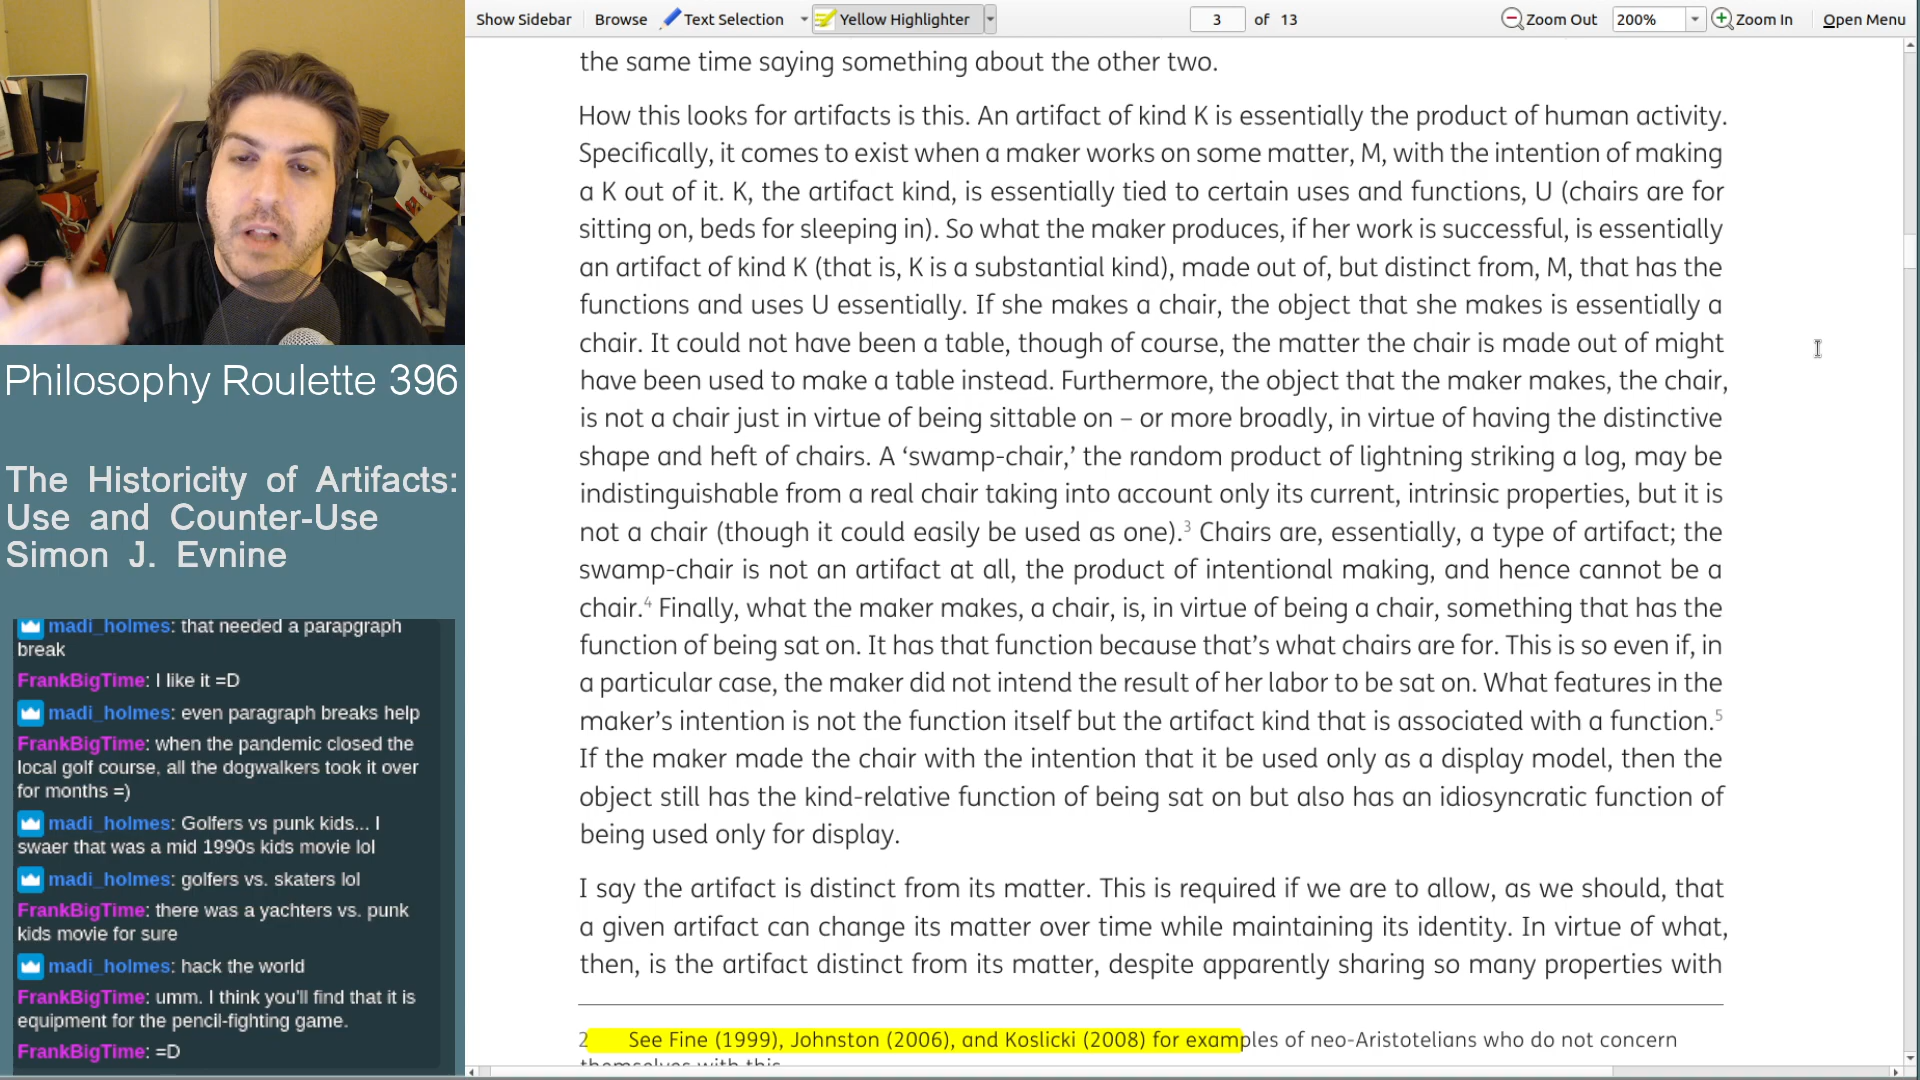 Show Sidebar Browse Text Selection Yellow Highlighter 3 of 13 Zoom Out 200% Zoom In Open Menu
the same time saying something about the other two.
How this looks for artifacts is this. An artifact of kind K is essentially the product of human activity.
Specifically, it comes to exist when a maker works on some matter, M, with the intention of making
a K out of it. K, the artifact kind, is essentially tied to certain uses and functions, U (chairs are for
sitting on, beds for sleeping in). So what the maker produces, if her work is successful, is essentially
an artifact of kind K (that is, K is a substantial kind), made out of, but distinct from, M, that has the
functions and uses U essentially. If she makes a chair, the object that she makes is essentially a
chair. It could not have been a table, though of course, the matter the chair is made out of might
have been used to make a table instead. Furthermore, the object that the maker makes, the chair,
is not a chair just in virtue of being sittable on – or more broadly, in virtue of having the distinctive
shape and heft of chairs. A ‘swamp-chair,’ the random product of lightning striking a log, may be
indistinguishable from a real chair taking into account only its current, intrinsic properties, but it is
not a chair (though it could easily be used as one).3 Chairs are, essentially, a type of artifact; the
swamp-chair is not an artifact at all, the product of intentional making, and hence cannot be a
chair.4 Finally, what the maker makes, a chair, is, in virtue of being a chair, something that has the
function of being sat on. It has that function because that’s what chairs are for. This is so even if, in
a particular case, the maker did not intend the result of her labor to be sat on. What features in the
maker’s intention is not the function itself but the artifact kind that is associated with a function.5
If the maker made the chair with the intention that it be used only as a display model, then the
object still has the kind-relative function of being sat on but also has an idiosyncratic function of
being used only for display.
I say the artifact is distinct from its matter. This is required if we are to allow, as we should, that
a given artifact can change its matter over time while maintaining its identity. In virtue of what,
then, is the artifact distinct from its matter, despite apparently sharing so many properties with
2 See Fine (1999), Johnston (2006), and Koslicki (2008) for examples of neo-Aristotelians who do not concern
themselves with this
Philosophy Roulette 396
The Historicity of Artifacts:
Use and Counter-Use
Simon J. Evnine
madi_holmes: that needed a parapgraph
break
FrankBigTime: I like it =D
madi_holmes: even paragraph breaks help
FrankBigTime: when the pandemic closed the
local golf course, all the dogwalkers took it over
for months =)
madi_holmes: Golfers vs punk kids... I
swaer that was a mid 1990s kids movie lol
madi_holmes: golfers vs. skaters lol
FrankBigTime: there was a yachters vs. punk
kids movie for sure
madi_holmes: hack the world
FrankBigTime: umm. I think you'll find that it is
equipment for the pencil-fighting game.
FrankBigTime: =D